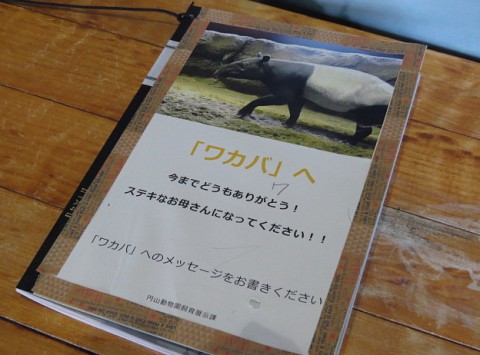 「ワカバ」へ
今までどうもありがとう！
ステキなお母さんになってください！！
「ワカバ」へのメッセージをお書きください
円山動物園飼育展示課